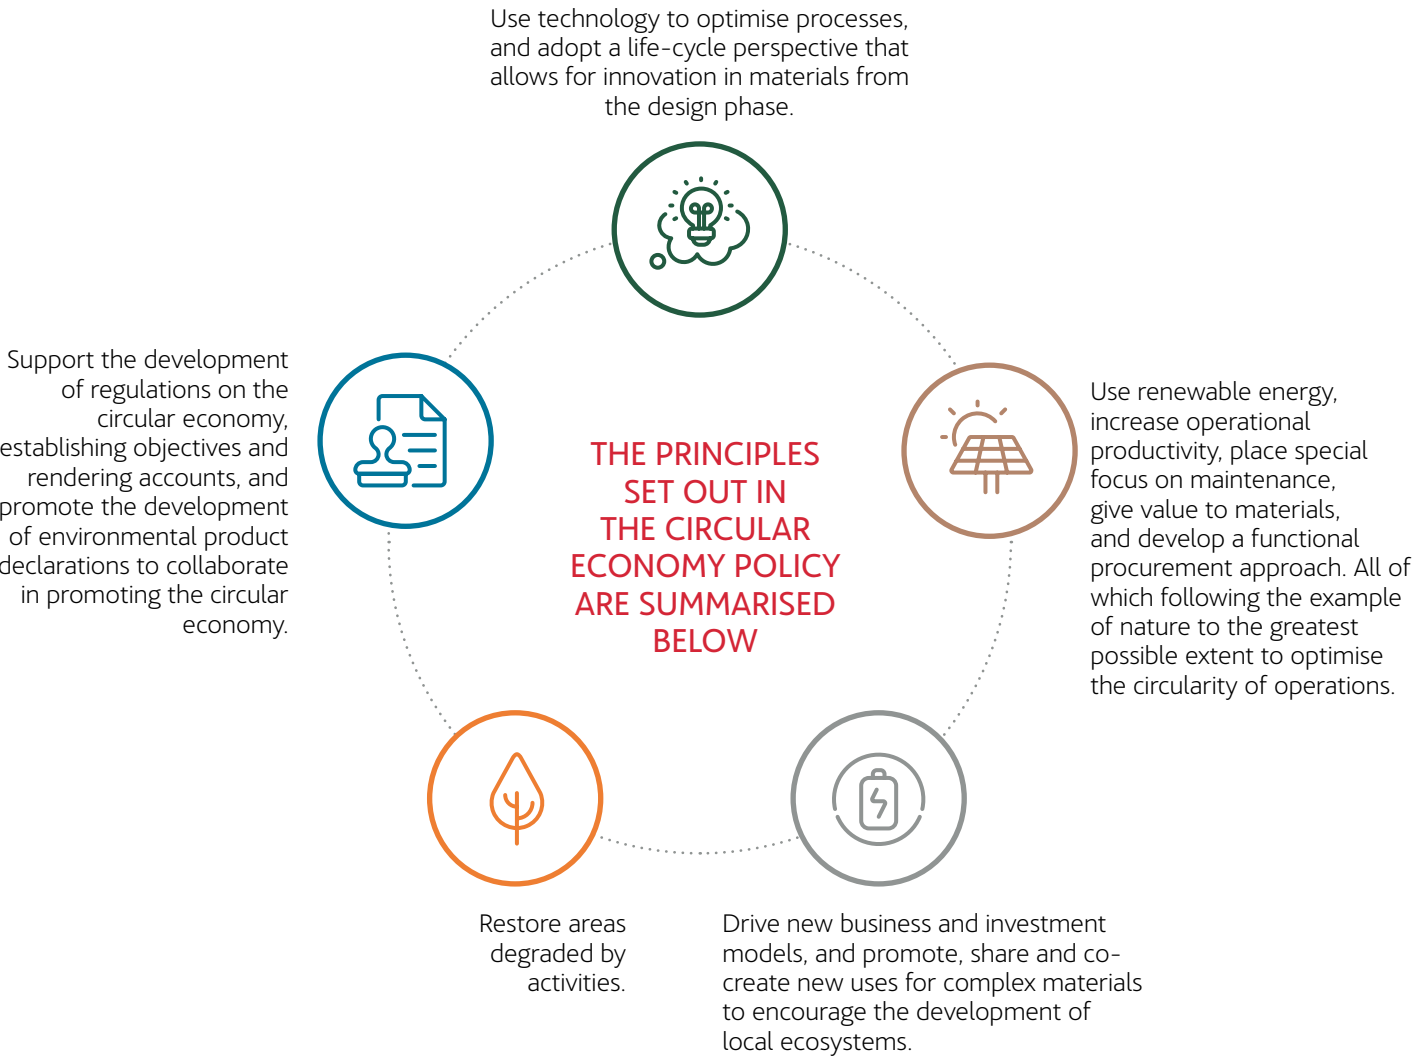 Use technology to optimise processes,
and adopt a life-cycle perspective that
allows for innovation in materials from
the design phase.
Support the development
of regulations on the
circular economy,
establishing objectives and
rendering accounts, and
promote the development
of environmental product
declarations to collaborate
in promoting the circular
economy.
THE PRINCIPLES
SET OUT IN
THE CIRCULAR
ECONOMY POLICY
ARE SUMMARISED
BELOW
Use renewable energy,
increase operational
productivity, place special
focus on maintenance,
give value to materials,
and develop a functional
procurement approach. All of
which following the example
of nature to the greatest
possible extent to optimise
the circularity of operations.
Restore areas
degraded by
activities.
Drive new business and investment
models, and promote, share and co-
create new uses for complex materials
to encourage the development of
local ecosystems.